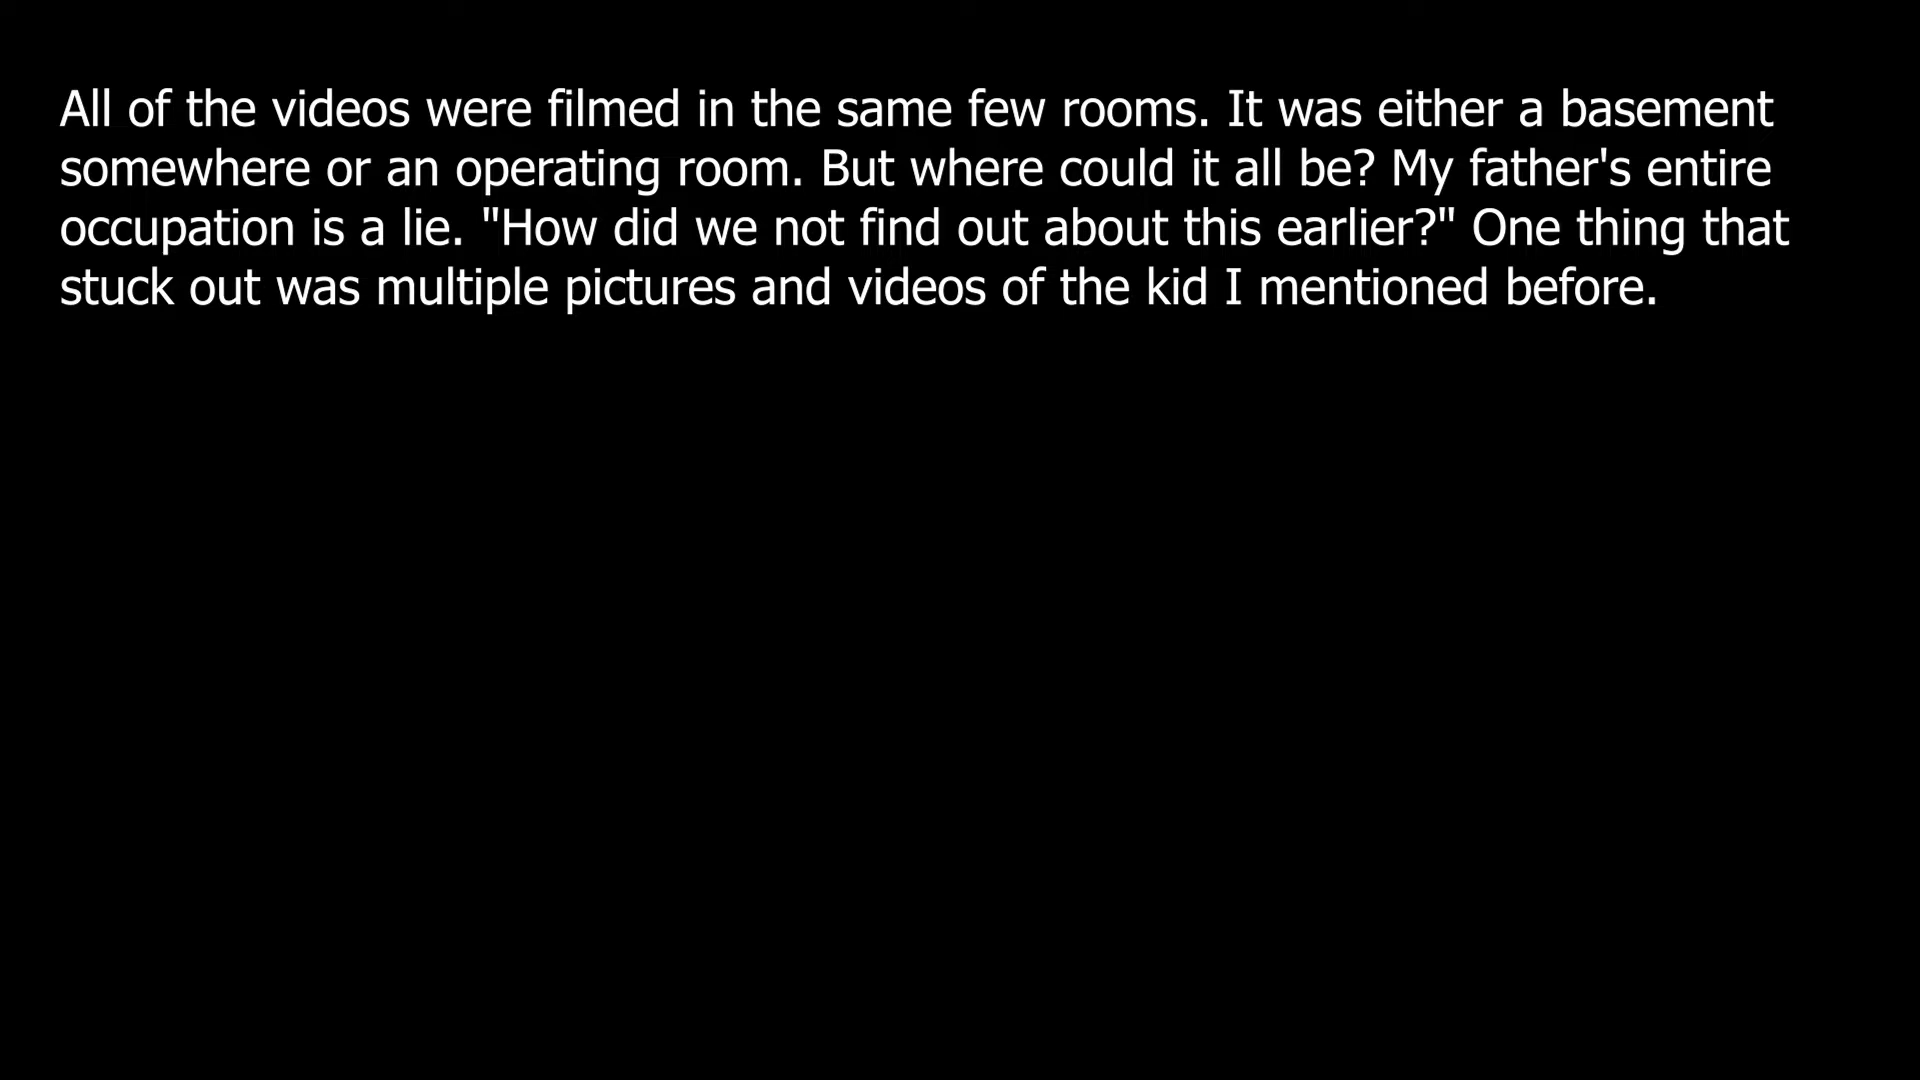 All of the videos were filmed in the same few rooms. It was either a basement
somewhere or an operating room. But where could it all be? My father's entire
occupation is a lie. "How did we not find out about this earlier?" One thing that
stuck out was multiple pictures and videos of the kid I mentioned before.